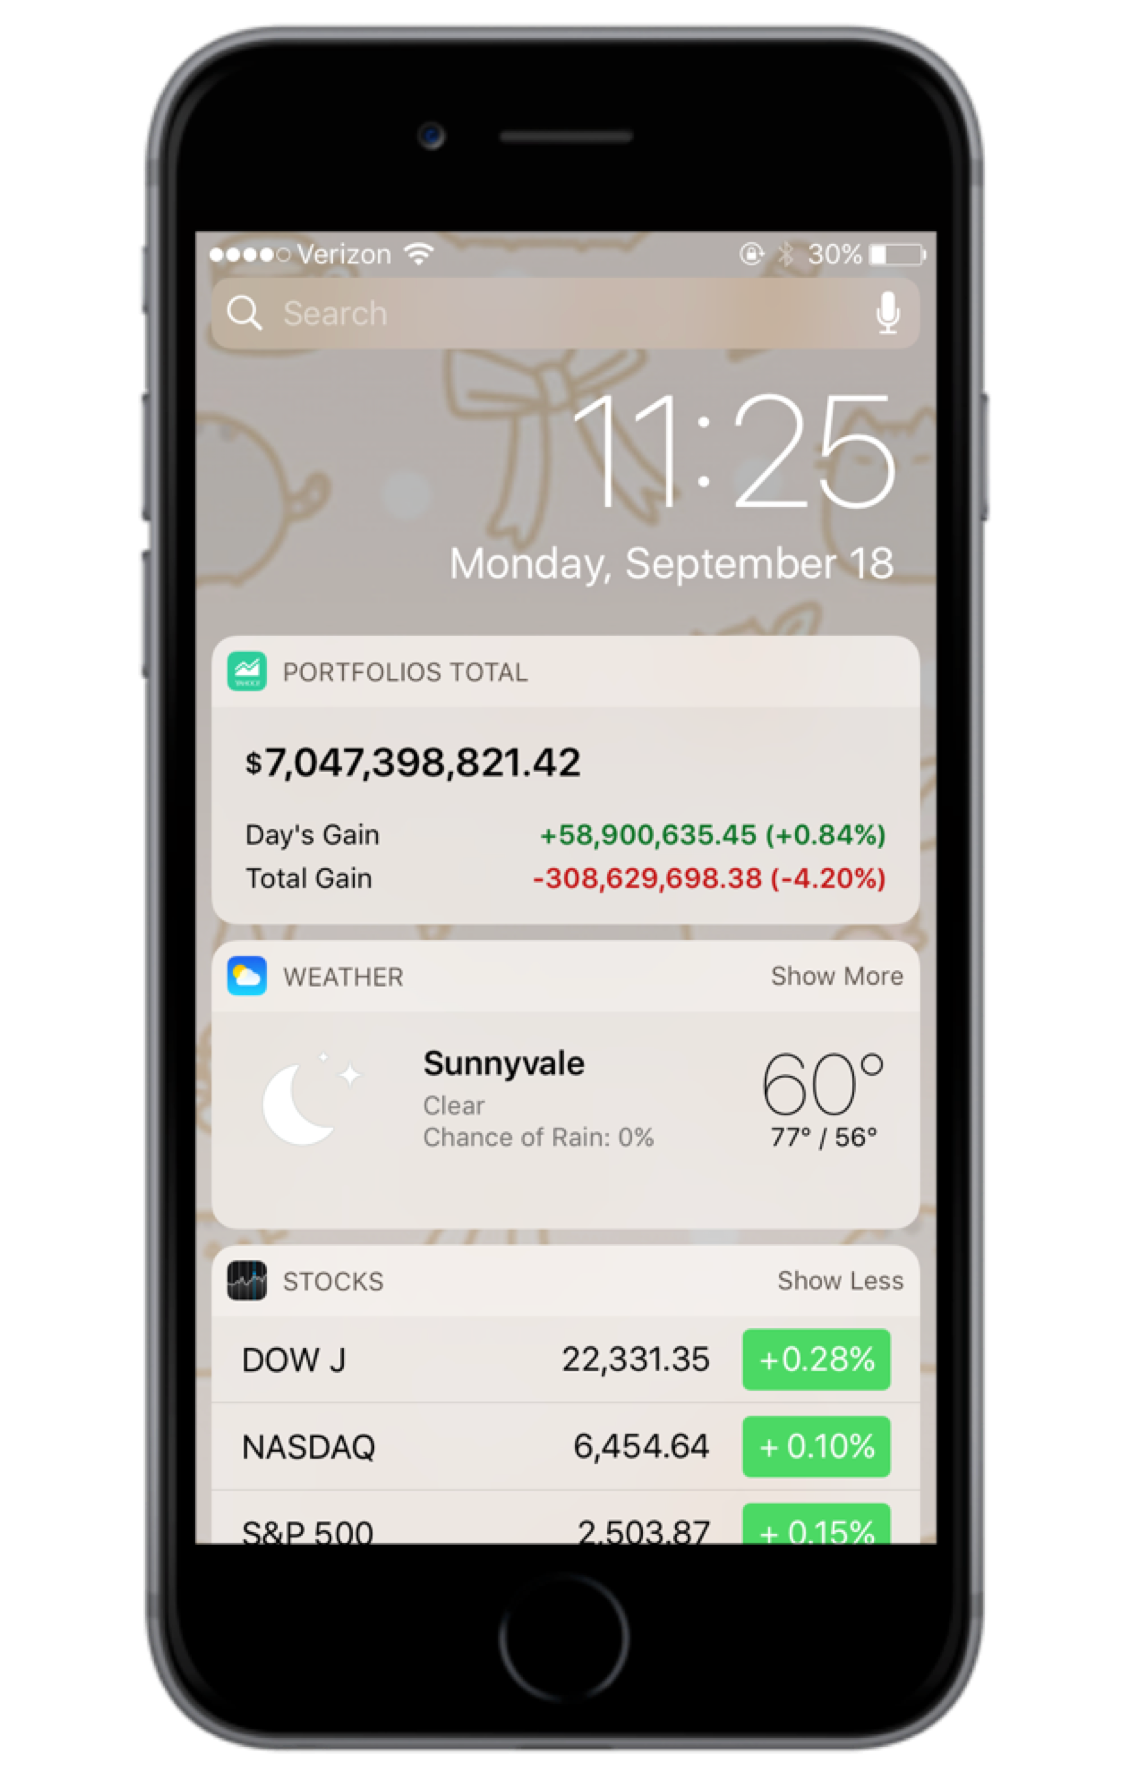 Verizon 30%
Search
11:25
Monday, September 18
YAHOO!
PORTFOLIOS TOTAL
$7,047,398,821.42
Day's Gain +58,900,635.45 (+0.84%)
Total Gain -308,629,698.38 (-4.20%)
WEATHER Show More
Sunnyvale 60°
Clear
Chance of Rain: 0% 77° / 56°
STOCKS Show Less
DOW J 22,331.35 +0.28%
NASDAQ 6,454.64 + 0.10%
S&P 500 2,503.87 + 0.15%